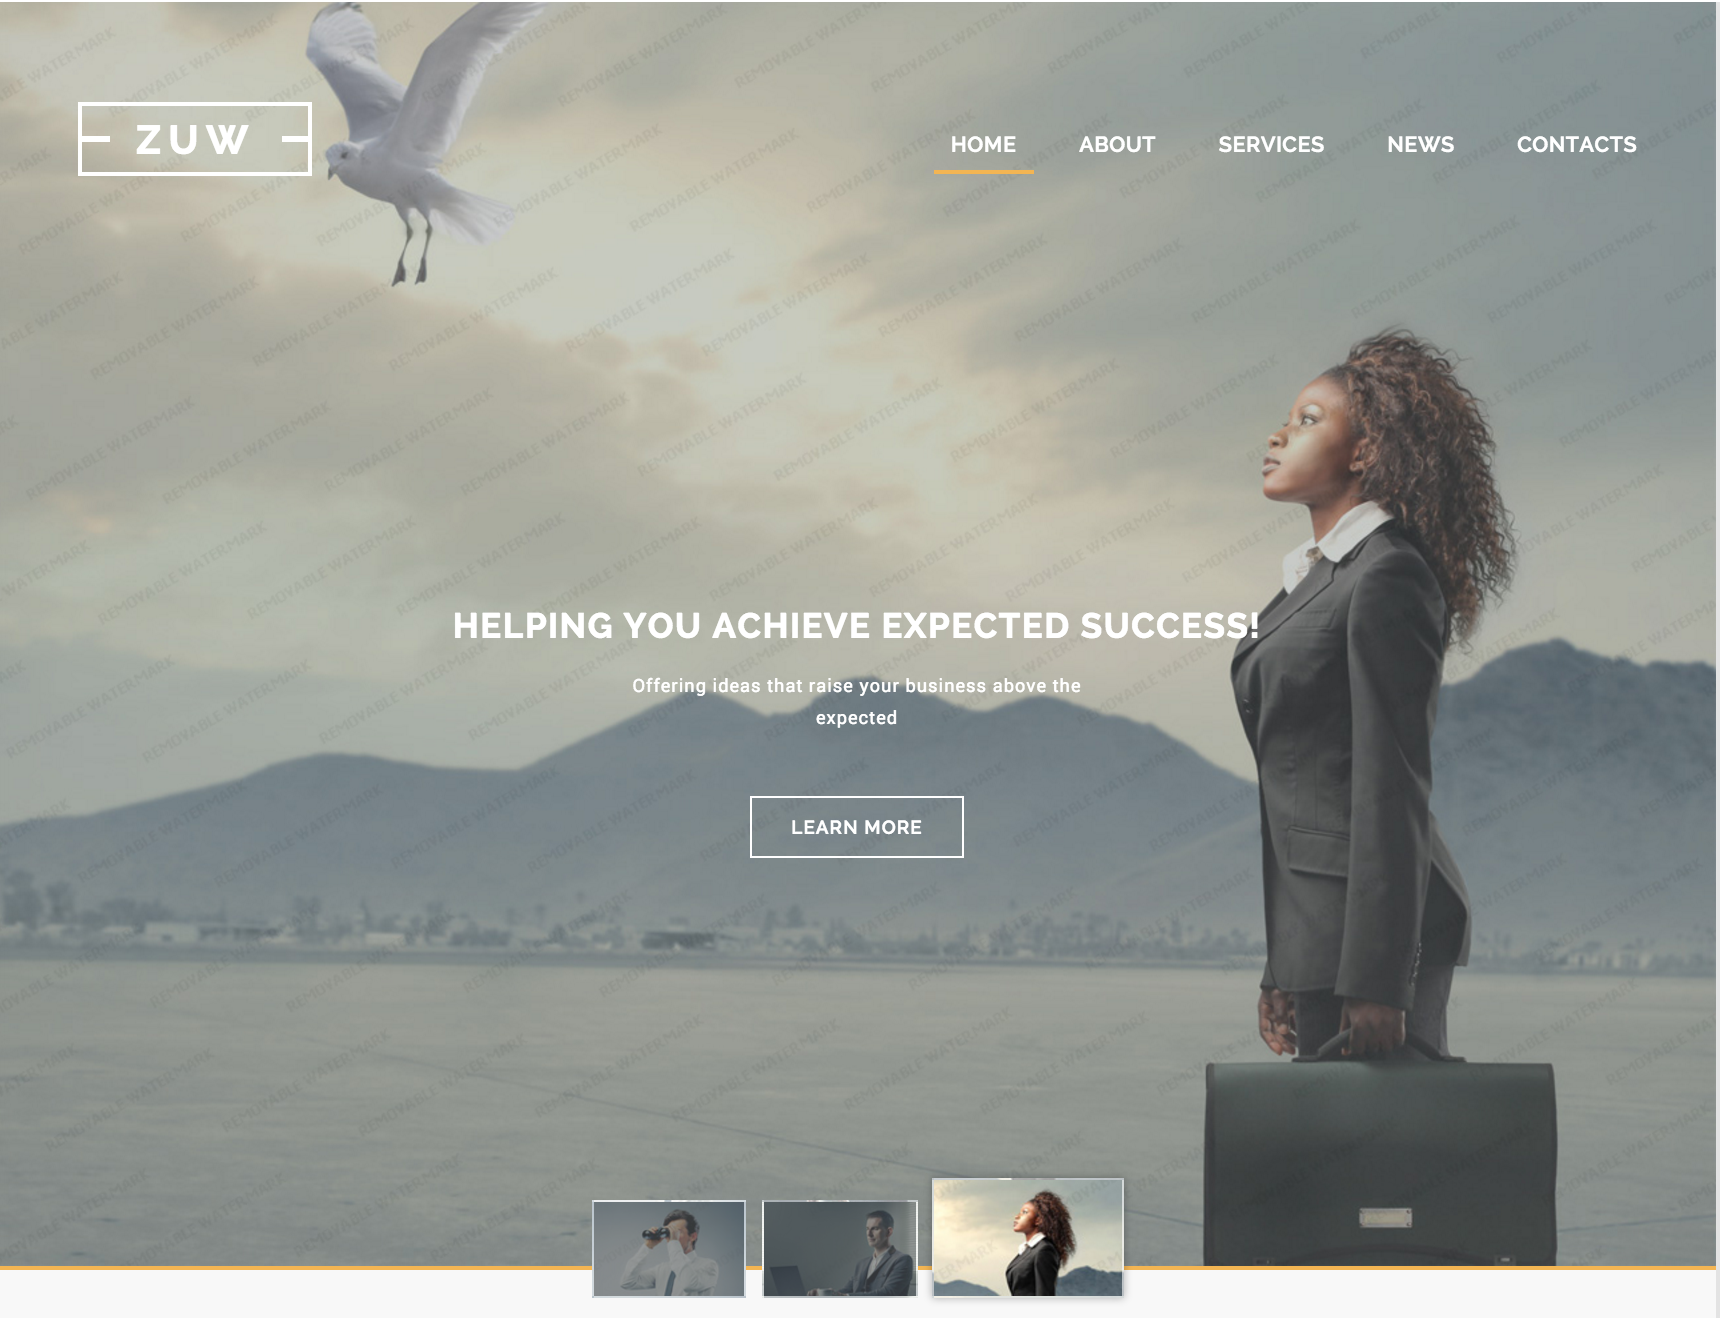 ZUW
HOME ABOUT SERVICES NEWS CONTACTS
HELPING YOU ACHIEVE EXPECTED SUCCESS!
Offering ideas that raise your business above the
expected
LEARN MORE
REMOVABLE WATERMARK